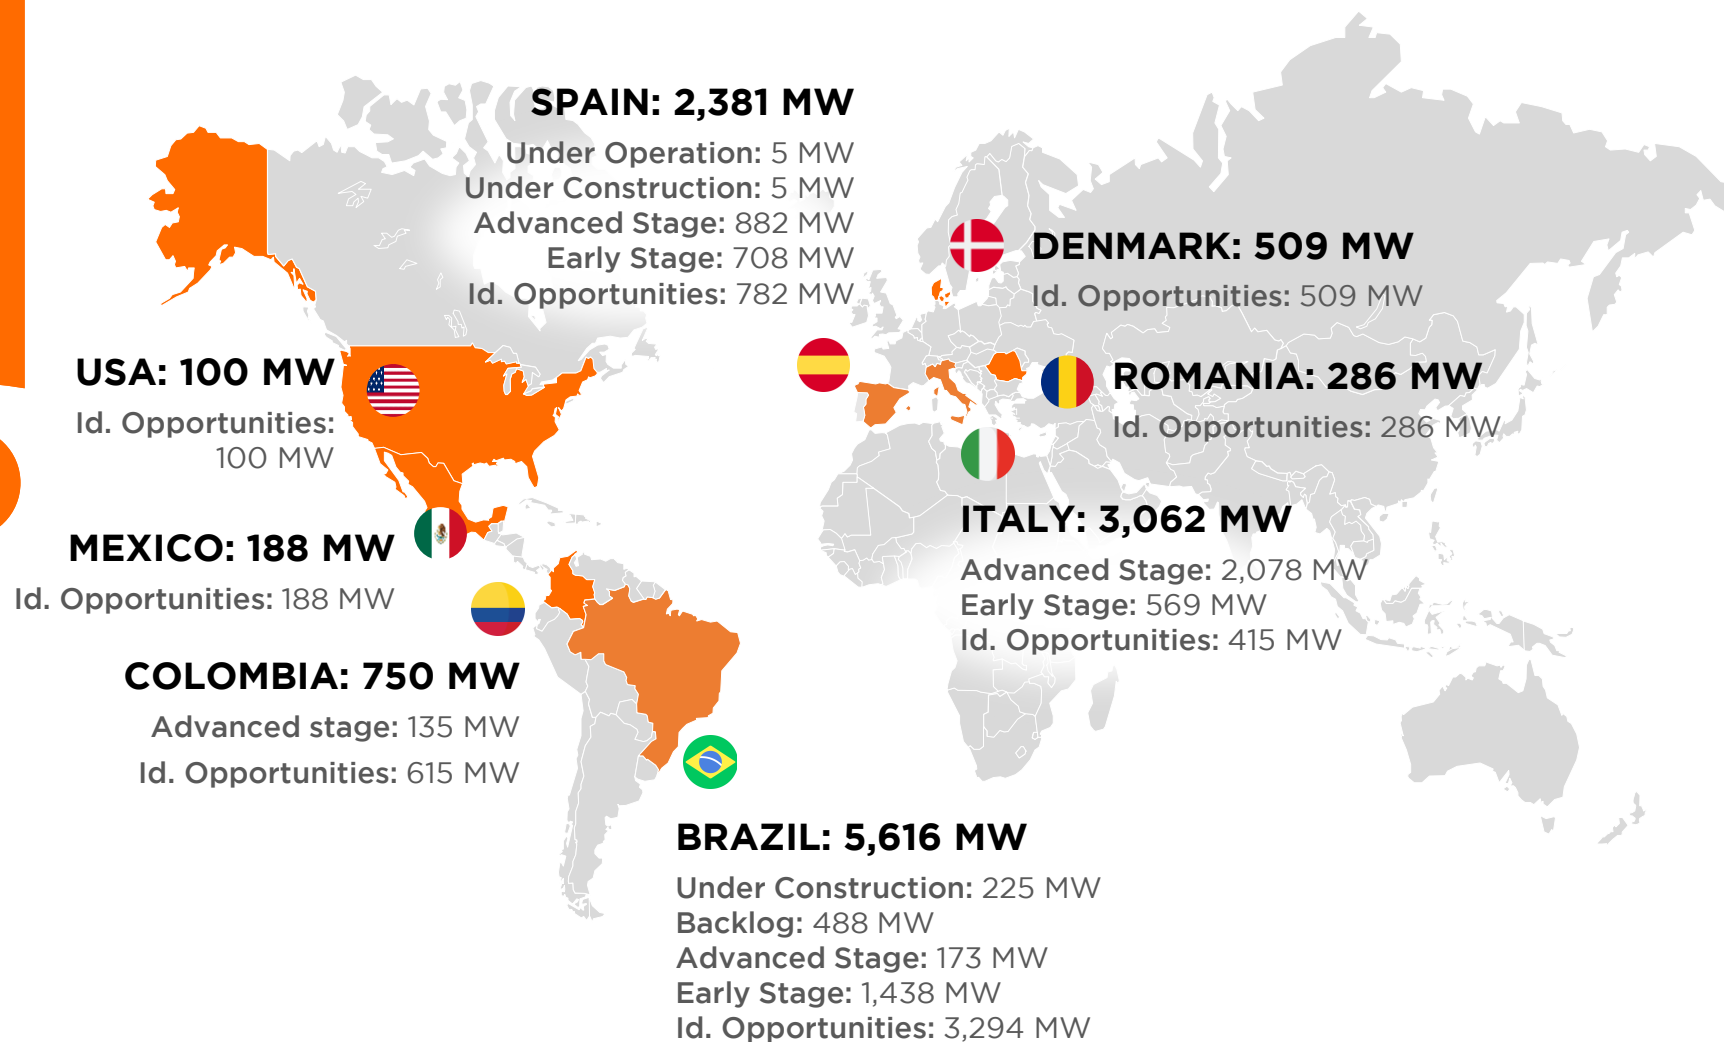 SPAIN: 2,381 MW
Under Operation: 5 MW
Under Construction: 5 MW
Advanced Stage: 882 MW
Early Stage: 708 MW
Id. Opportunities: 782 MW
DENMARK: 509 MW
Id. Opportunities: 509 MW
USA: 100 MW
Id. Opportunities:
100 MW
ROMANIA: 286 MW
Id. Opportunities: 286 MW
MEXICO: 188 MW
Id. Opportunities: 188 MW
ITALY: 3,062 MW
Advanced Stage: 2,078 MW
Early Stage: 569 MW
Id. Opportunities: 415 MW
COLOMBIA: 750 MW
Advanced stage: 135 MW
Id. Opportunities: 615 MW
BRAZIL: 5,616 MW
Under Construction: 225 MW
Backlog: 488 MW
Advanced Stage: 173 MW
Early Stage: 1,438 MW
Id. Opportunities: 3,294 MW